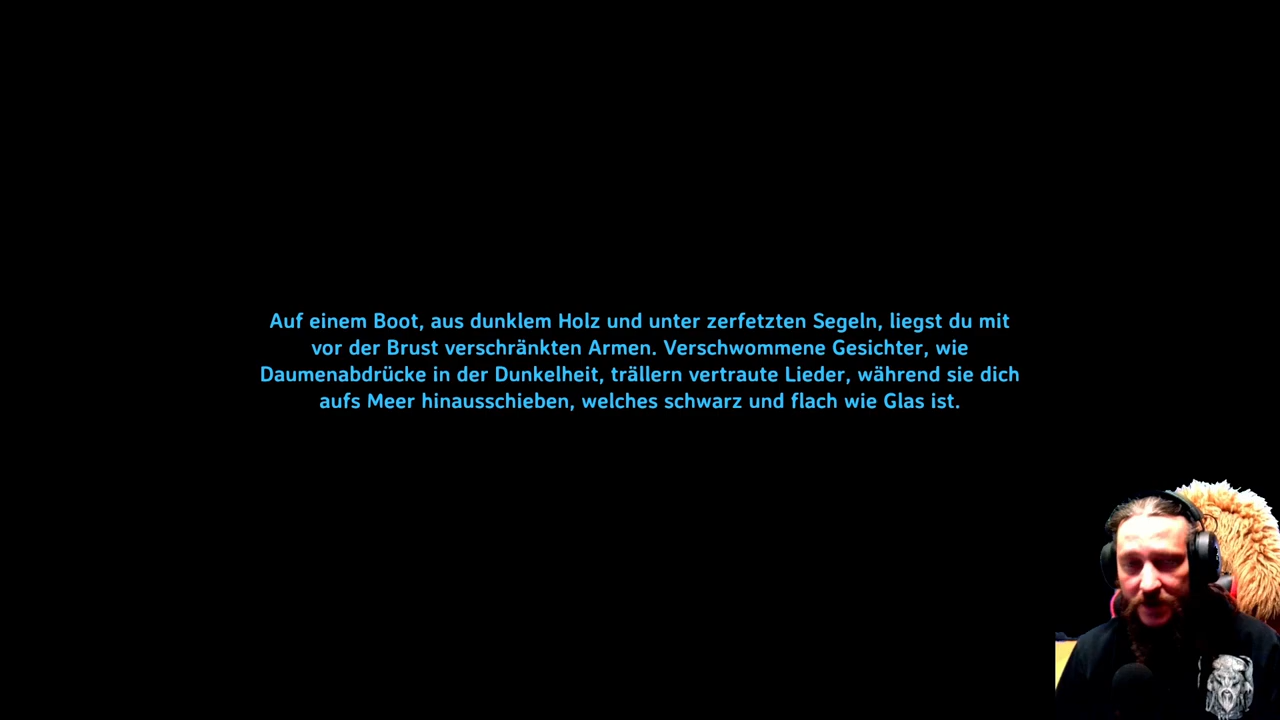 Auf einem Boot, aus dunklem Holz und unter zerfetzten Segeln, liegst du mit
vor der Brust verschränkten Armen. Verschwommene Gesichter, wie
Daumenabdrücke in der Dunkelheit, trällern vertraute Lieder, während sie dich
aufs Meer hinausschieben, welches schwarz und flach wie Glas ist.